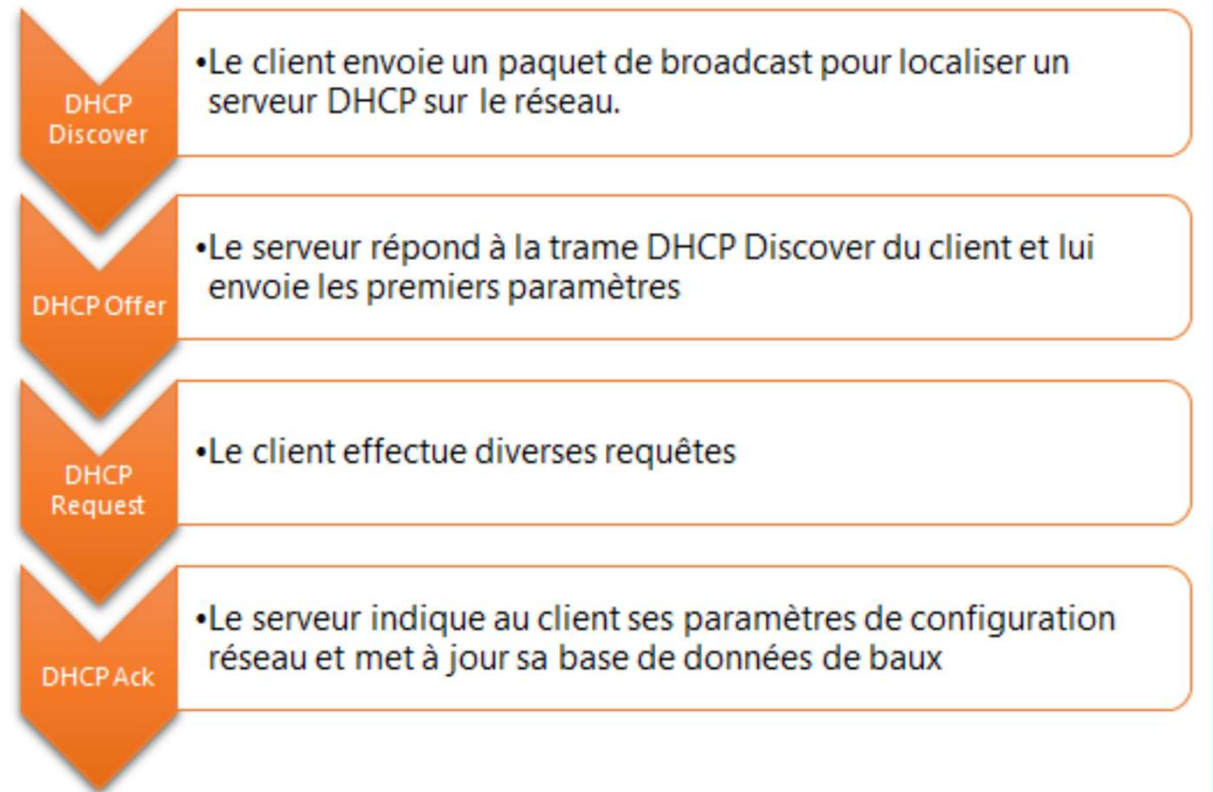 DHCP
Discover
•Le client envoie un paquet de broadcast pour localiser un
serveur DHCP sur le réseau.
DHCP Offer
•Le serveur répond à la trame DHCP Discover du client et lui
envoie les premiers paramètres
DHCP
Request
•Le client effectue diverses requêtes
DHCP Ack
•Le serveur indique au client ses paramètres de configuration
réseau et met à jour sa base de données de baux